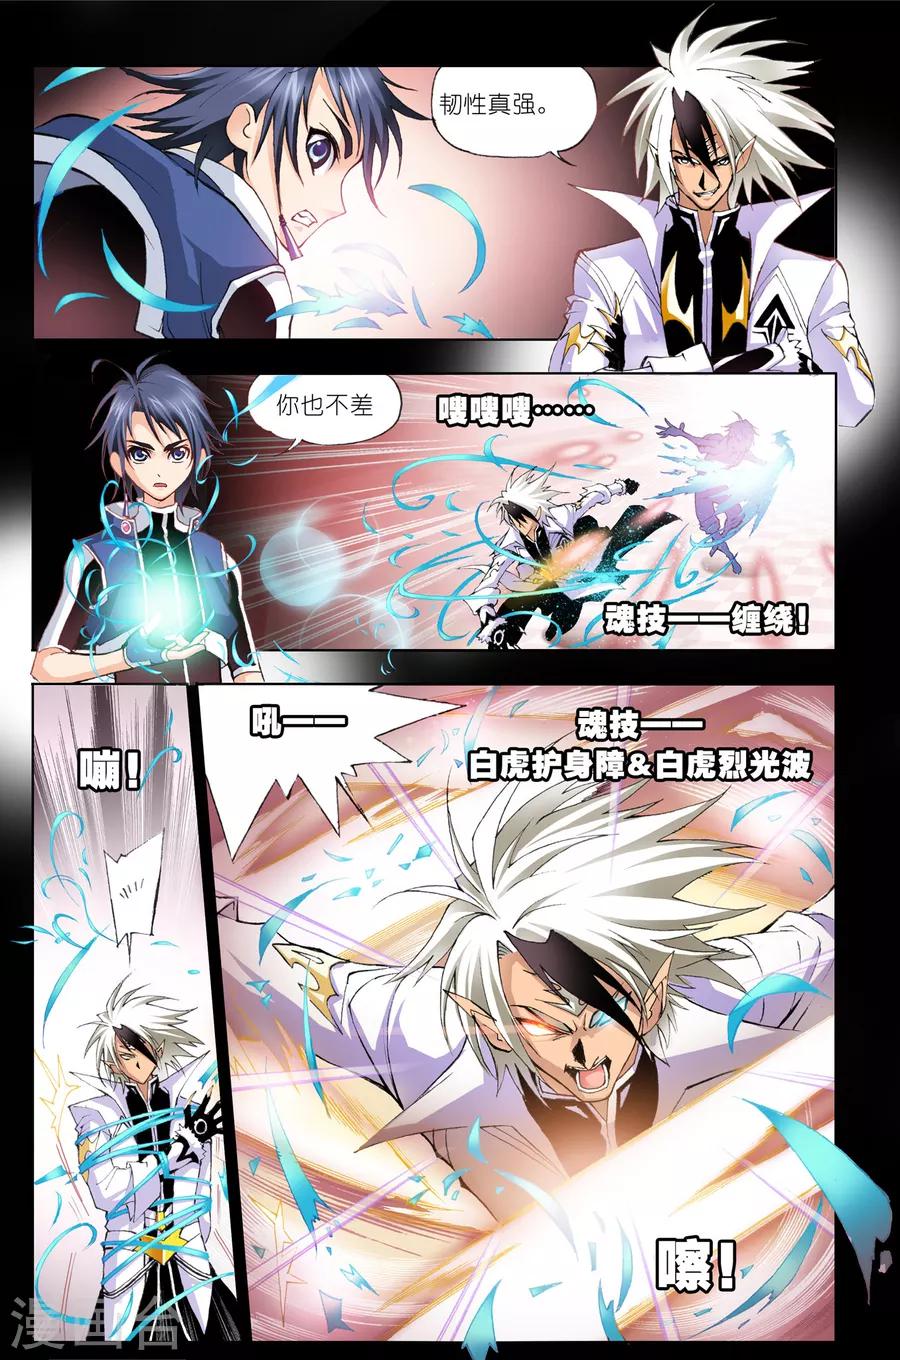 韧性真强。
你也不差
嗖嗖嗖……
魂技——缠绕！
嘣！
吼——
魂技——
白虎护身障&白虎烈光波
嚓！
漫画台